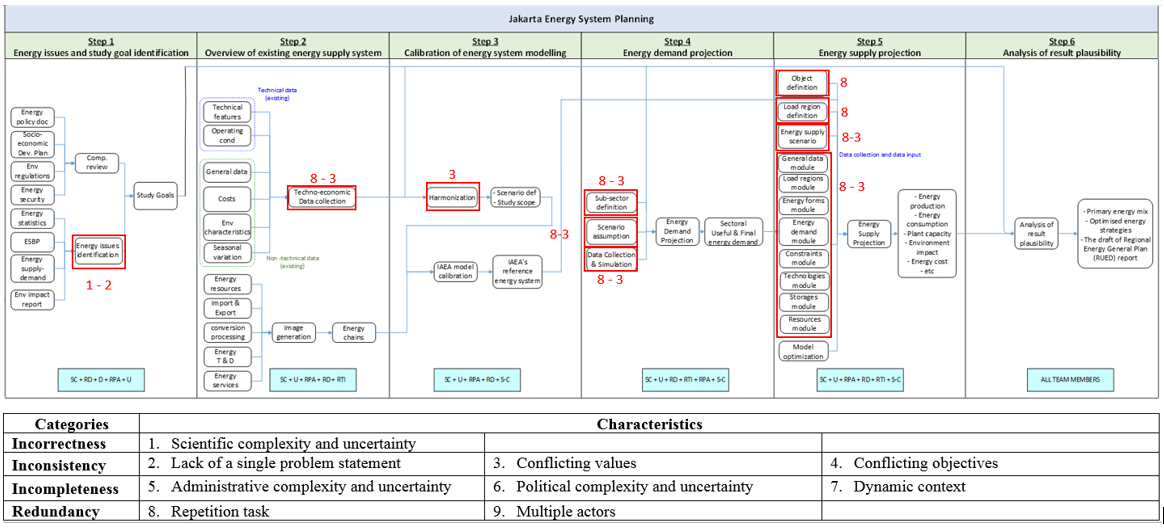 Jakarta Energy System Planning
Step 1
Energy issues and study goal identification
Step 2
Overview of existing energy supply system
Step 3
Calibration of energy system modelling
Step 4
Energy demand projection
Step 5
Energy supply projection
Step 6
Analysis of result plausibility
Energy
policy doc
Socio-
economic
Dev. Plan
Env
regulations
Energy
security
Energy
statistics
ESBP
Energy
supply-
demand
Env impact
report
Comp.
review
Study Goals
Energy issues
identification
1 - 2
SC + RD + D + RPA + U
Technical data
(existing)
Technical
features
Operating
cond
General data
Costs
Env
characteristics
Seasonal
variation
Non -technical data
(existing)
8 - 3
Techno-economic
Data collection
Energy
resources
Import &
Export
conversion
processing
Energy
T & D
Energy
services
Image
generation
Energy
chains
SC + U + RPA + RD + RTI
3
Harmonization
- Scenario def
- Study scope
8-3
IAEA model
calibration
IAEA's
reference
energy system
SC + U + RPA + RD + S-C
8 - 3
Sub-sector
definition
Scenario
assumption
Data Collection
& Simulation
8 - 3
Energy
Demand
Projection
Sectoral
Useful & Final
energy demand
SC + U + RD + RTI + RPA + S-C
Object
definition
8
Load region
definition
8
Energy supply
scenario
8-3
Data collection and data input
General data
module
Load regions
module
Energy forms
module
Energy
demand
module
Constraints
module
Technologies
module
Storages
module
Resources
module
8 - 3
Model
optimization
Energy
Supply
Projection
- Energy
production
- Energy
consumption
- Plant capacity
- Environment
impact
- Energy cost
- etc
SC + U + RPA + RD + RTI + S-C
Analysis of
result
plausibility
- Primary energy mix
- Optimised energy
strategies
- The draft of Regional
Energy General Plan
(RUED) report
ALL TEAM MEMBERS
Categories Characteristics
Incorrectness 1. Scientific complexity and uncertainty
Inconsistency 2. Lack of a single problem statement 3. Conflicting values 4. Conflicting objectives
Incompleteness 5. Administrative complexity and uncertainty 6. Political complexity and uncertainty 7. Dynamic context
Redundancy 8. Repetition task 9. Multiple actors